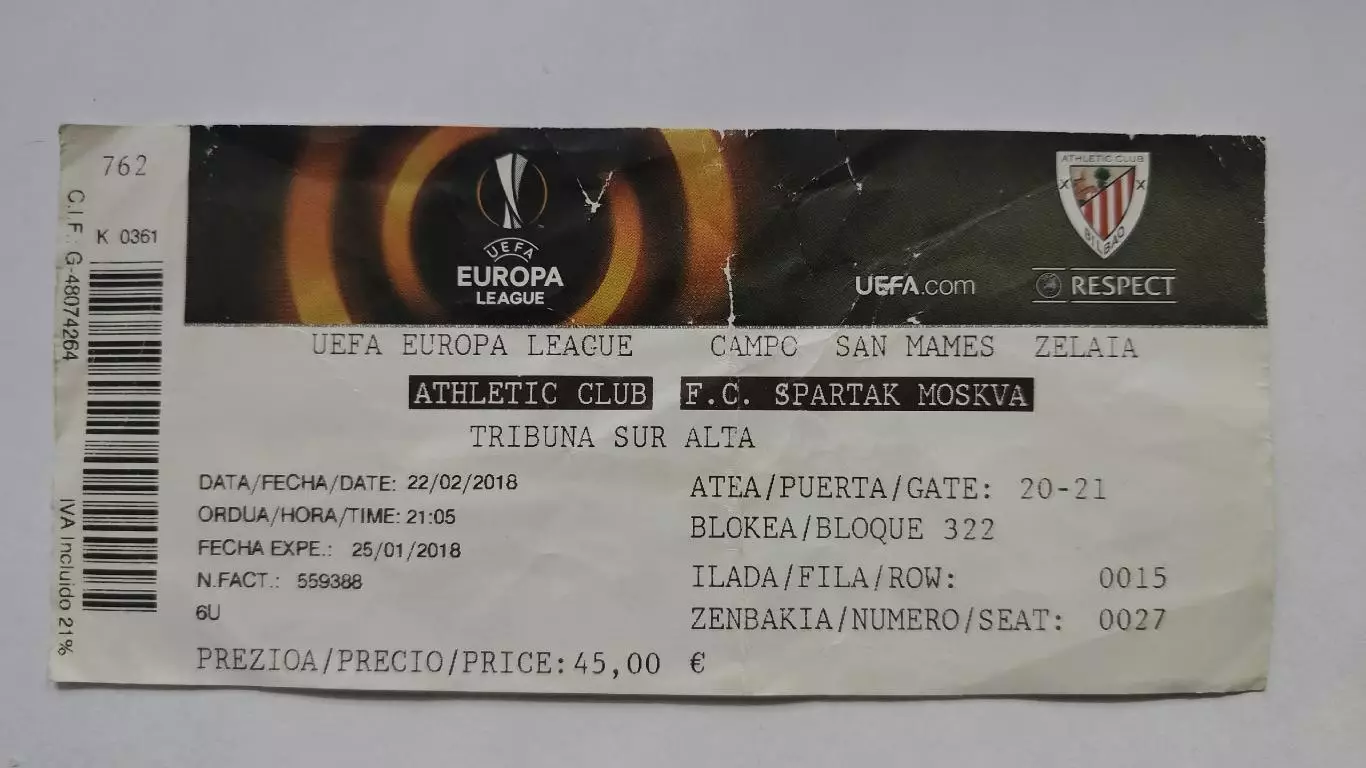 762
K 0361
C.I.F.: G-48074264
IVA Incluido 21%
UEFA
EUROPA
LEAGUE
ATHLETIC CLUB
BILBAO
UEFA.com
RESPECT
UEFA EUROPA LEAGUE CAMPO SAN MAMES ZELAIA
ATHLETIC CLUB F.C. SPARTAK MOSKVA
TRIBUNA SUR ALTA
DATA/FECHA/DATE: 22/02/2018
ORDUA/HORA/TIME: 21:05
FECHA EXPE.: 25/01/2018
N.FACT.: 559388
6U
PREZIOA/PRECIO/PRICE: 45,00 €
ATEA/PUERTA/GATE: 20-21
BLOKEA/BLOQUE 322
ILADA/FILA/ROW: 0015
ZENBAKIA/NUMERO/SEAT: 0027